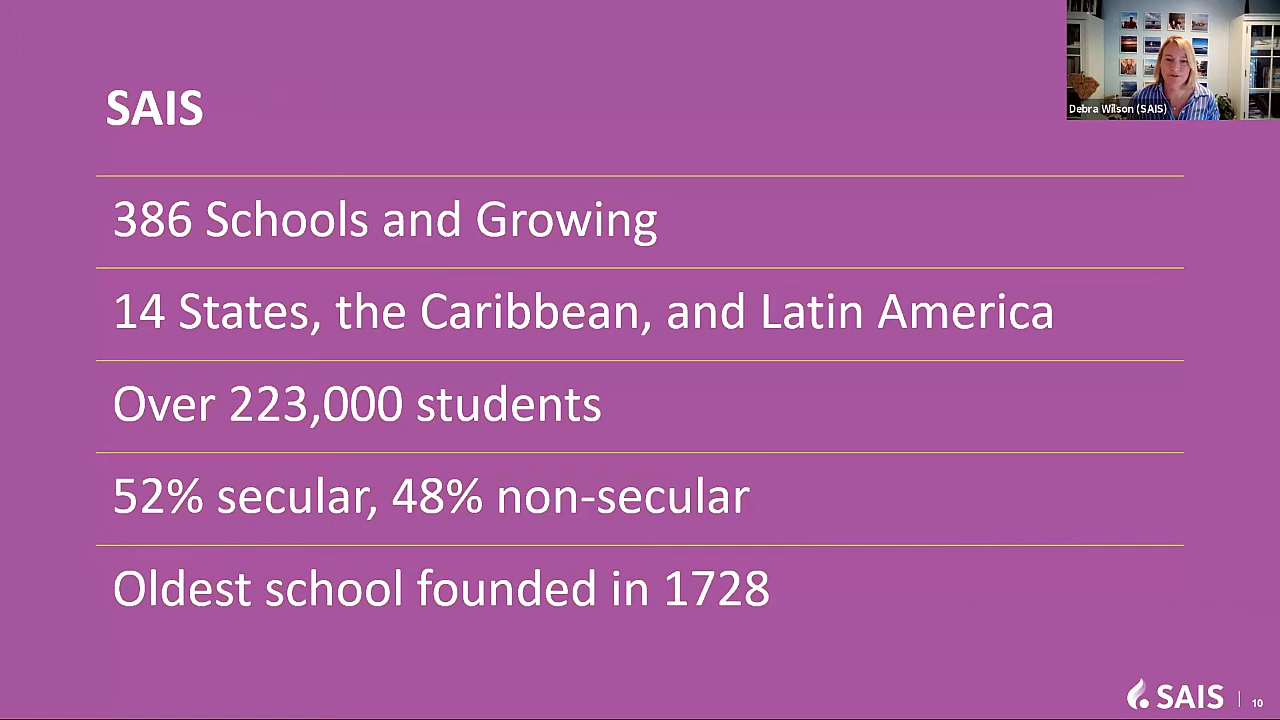 SAIS
Debra Wilson (SAIS)
386 Schools and Growing
14 States, the Caribbean, and Latin America
Over 223,000 students
52% secular, 48% non-secular
Oldest school founded in 1728
SAIS | 10